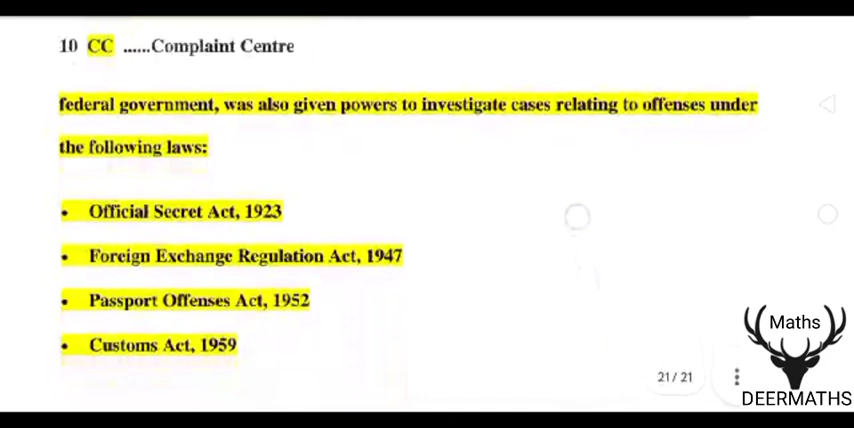 10 CC ......Complaint Centre
federal government, was also given powers to investigate cases relating to offenses under
the following laws:
• Official Secret Act, 1923
• Foreign Exchange Regulation Act, 1947
• Passport Offenses Act, 1952
• Customs Act, 1959
Maths
21 / 21
DEERMATHS